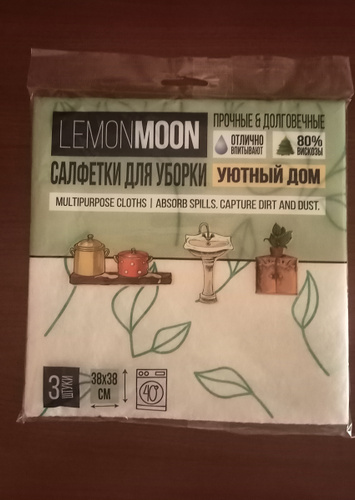 LEMONMOON
ПРОЧНЫЕ & ДОЛГОВЕЧНЫЕ
ОТЛИЧНО
ВПИТЫВАЮТ
80%
ВИСКОЗЫ
САЛФЕТКИ ДЛЯ УБОРКИ
УЮТНЫЙ ДОМ
MULTIPURPOSE CLOTHS | ABSORB SPILLS. CAPTURE DIRT AND DUST.
3 ШТУКИ
38x38
СМ
40°